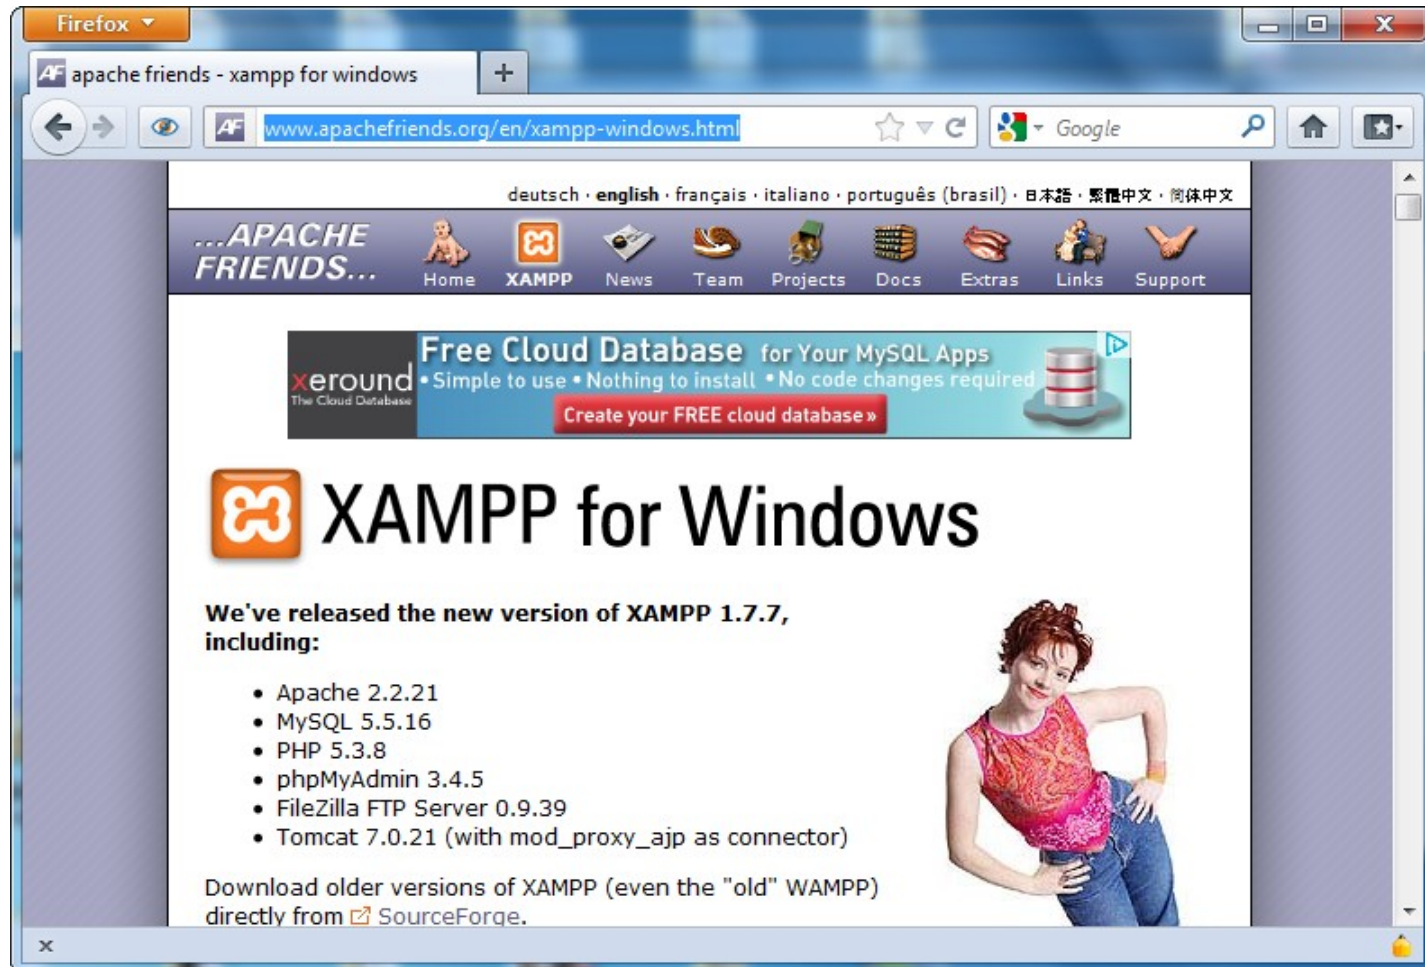 Firefox
apache friends - xampp for windows
www.apachefriends.org/en/xampp-windows.html
Google
deutsch · english · français · italiano · português (brasil) · 日本語 · 繁體中文 · 简体中文
...APACHE
FRIENDS...
Home XAMPP News Team Projects Docs Extras Links Support
Free Cloud Database for Your MySQL Apps
xeround
The Cloud Database
• Simple to use • Nothing to install • No code changes required
Create your FREE cloud database »
XAMPP for Windows
We've released the new version of XAMPP 1.7.7,
including:
• Apache 2.2.21
• MySQL 5.5.16
• PHP 5.3.8
• phpMyAdmin 3.4.5
• FileZilla FTP Server 0.9.39
• Tomcat 7.0.21 (with mod_proxy_ajp as connector)
Download older versions of XAMPP (even the "old" WAMPP)
directly from SourceForge.